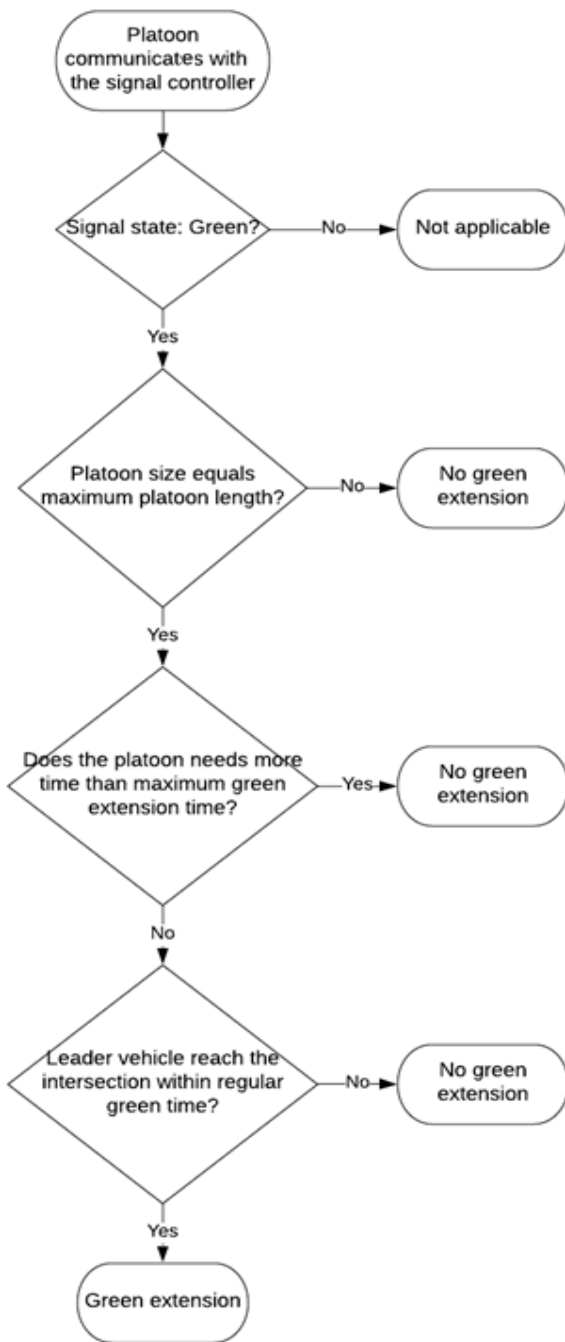 Platoon
communicates with
the signal controller
Signal state: Green?
No
Not applicable
Yes
Platoon size equals
maximum platoon length?
No
No green
extension
Yes
Does the platoon needs more
time than maximum green
extension time?
Yes
No green
extension
No
Leader vehicle reach the
intersection within regular
green time?
No
No green
extension
Yes
Green extension